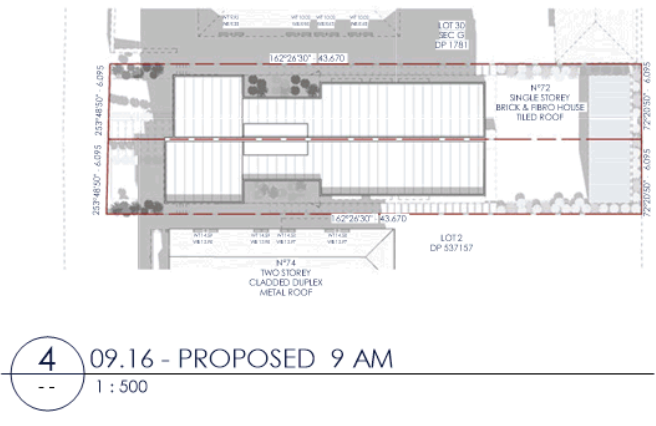 LOT 30
SEC G
DP 1781
162°26'30" - 43.670
253°48'50" 6.095
253°48'50" 6.095
72°20'50" 6.095
72°20'50" 6.095
N°72
SINGLE STOREY
BRICK & FIBRO HOUSE
TILED ROOF
162°26'30" - 43.670
LOT 2
DP 537157
N°74
TWO STOREY
CLADDED DUPLEX
METAL ROOF
4
09.16 - PROPOSED 9 AM
--
1 : 500